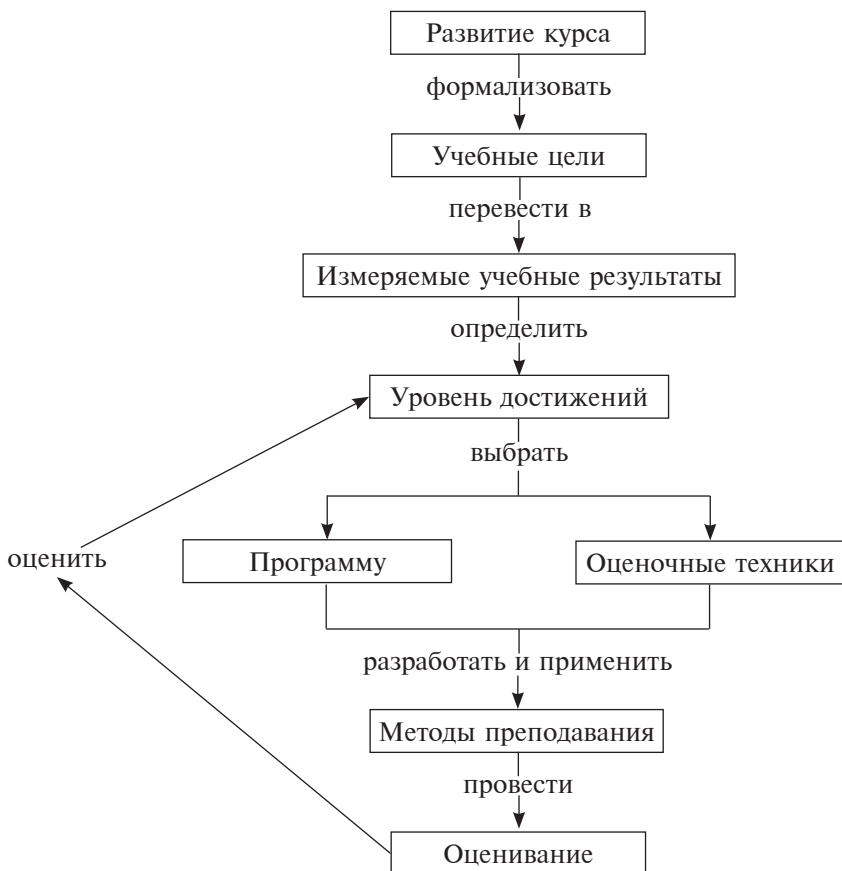 Развитие курса
формализовать
Учебные цели
перевести в
Измеряемые учебные результаты
определить
Уровень достижений
выбрать
оценить
Программу
Оценочные техники
разработать и применить
Методы преподавания
провести
Оценивание